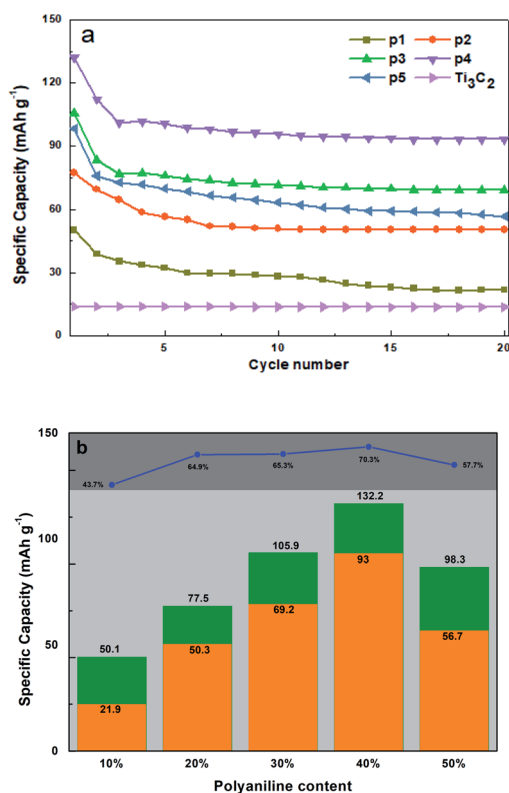 a
p1 p2
p3 p4
p5 Ti₃C₂
Specific Capacity (mAh g⁻¹)
150
120
90
60
30
0
5 10 15 20
Cycle number
b
Specific Capacity (mAh g⁻¹)
150
100
50
0
43.7% 64.9% 65.3% 70.3% 57.7%
50.1 77.5 105.9 132.2 98.3
21.9 50.3 69.2 93 56.7
10% 20% 30% 40% 50%
Polyaniline content